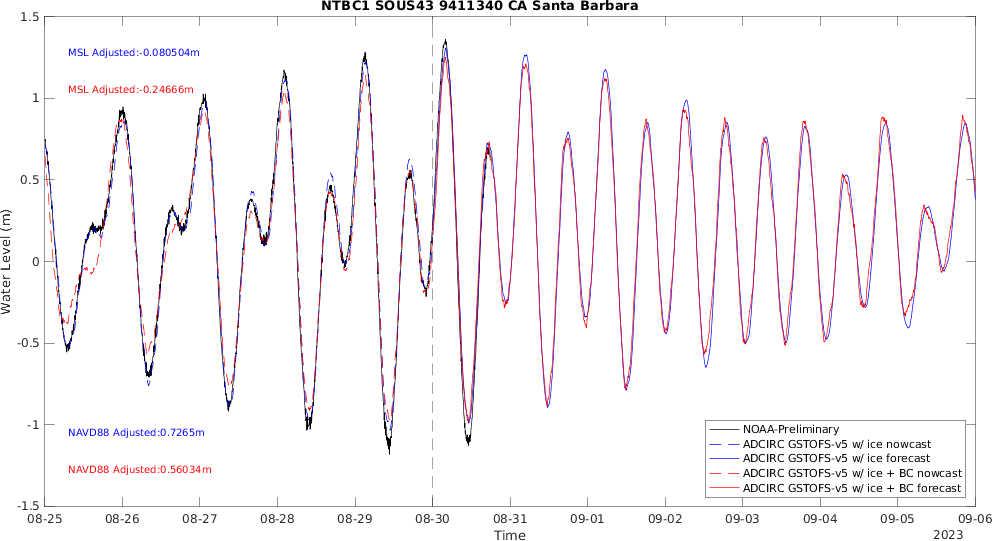 NTBC1 SOUS43 9411340 CA Santa Barbara
1.5
1
0.5
0
-0.5
-1
-1.5
Water Level (m)
MSL Adjusted:-0.080504m
MSL Adjusted:-0.24666m
NAVD88 Adjusted:0.7265m
NAVD88 Adjusted:0.56034m
NOAA-Preliminary
ADCIRC GSTOFS-v5 w/ ice nowcast
ADCIRC GSTOFS-v5 w/ ice forecast
ADCIRC GSTOFS-v5 w/ ice + BC nowcast
ADCIRC GSTOFS-v5 w/ ice + BC forecast
08-25 08-26 08-27 08-28 08-29 08-30 08-31 09-01 09-02 09-03 09-04 09-05 09-06
Time
2023